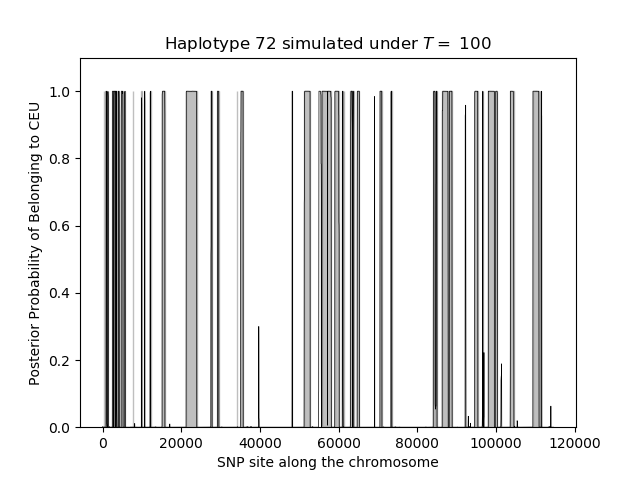 Haplotype 72 simulated under T = 100
Posterior Probability of Belonging to CEU
1.0
0.8
0.6
0.4
0.2
0.0
0 20000 40000 60000 80000 100000 120000
SNP site along the chromosome